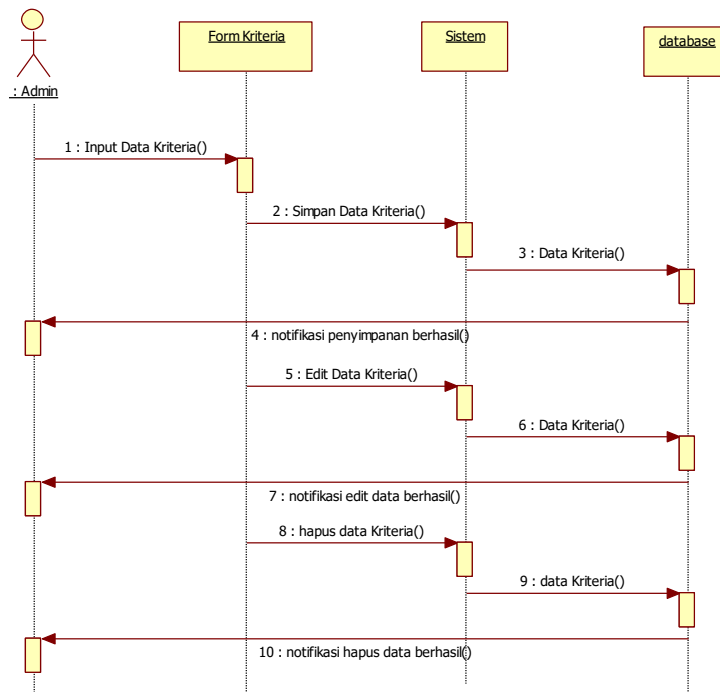 Form Kriteria
Sistem
database
: Admin
1 : Input Data Kriteria()
2 : Simpan Data Kriteria()
3 : Data Kriteria()
4 : notifikasi penyimpanan berhasil()
5 : Edit Data Kriteria()
6 : Data Kriteria()
7 : notifikasi edit data berhasil()
8 : hapus data Kriteria()
9 : data Kriteria()
10 : notifikasi hapus data berhasil()